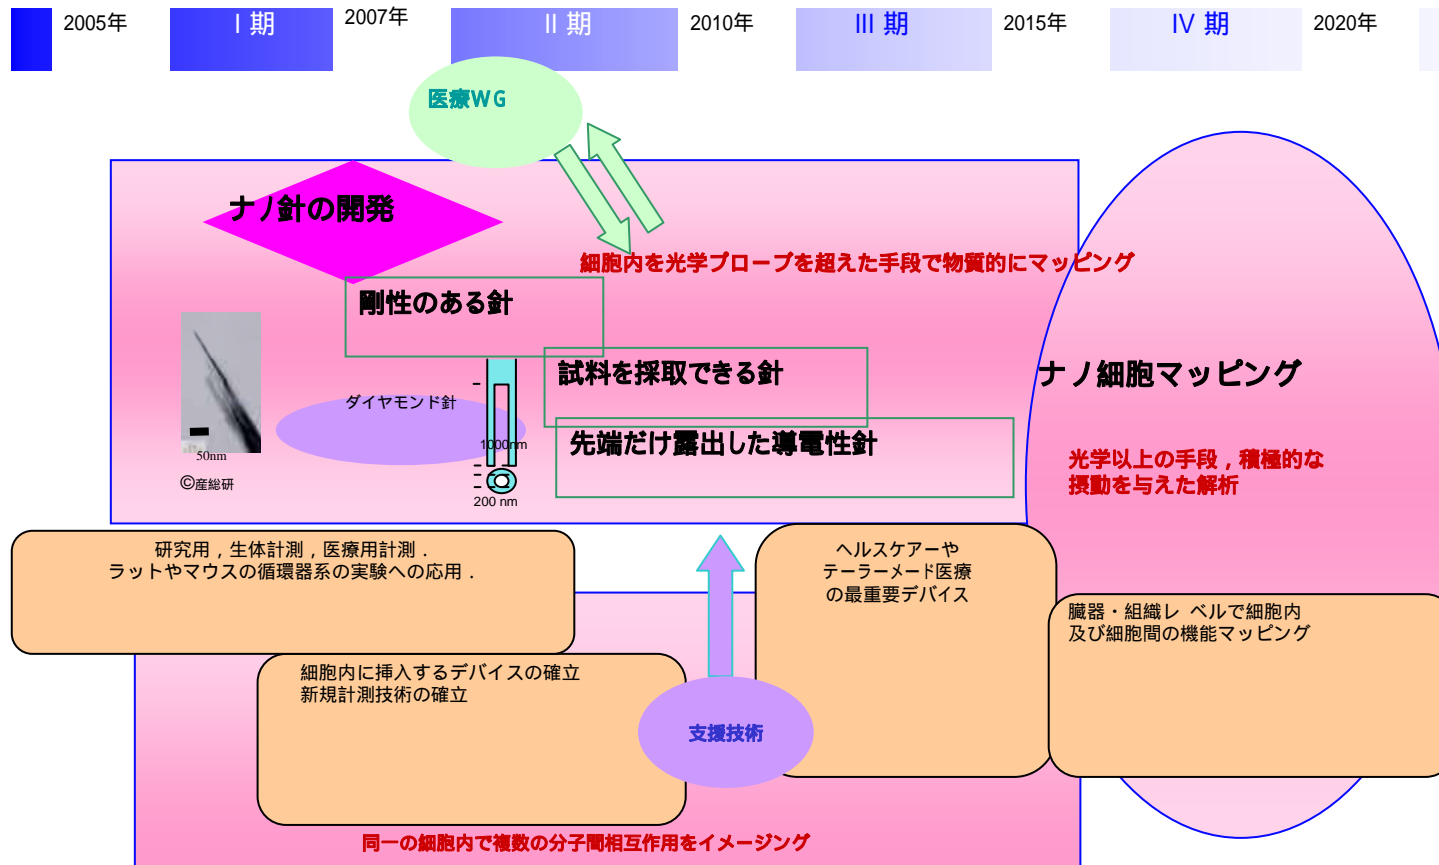 2005年
Ⅰ 期
2007年
Ⅱ 期
2010年
Ⅲ 期
2015年
Ⅳ 期
2020年
医療WG
ナノ針の開発
細胞内を光学プローブを超えた手段で物質的にマッピング
剛性のある針
試料を採取できる針
ナノ細胞マッピング
ダイヤモンド針
先端だけ露出した導電性針
1000nm
50nm
©産総研
200 nm
光学以上の手段，積極的な
摂動を与えた解析
研究用，生体計測，医療用計測．
ラットやマウスの循環器系の実験への応用．
ヘルスケアーや
テーラーメード医療
の最重要デバイス
臓器・組織レ ベルで細胞内
及び細胞間の機能マッピング
細胞内に挿入するデバイスの確立
新規計測技術の確立
支援技術
同一の細胞内で複数の分子間相互作用をイメージング